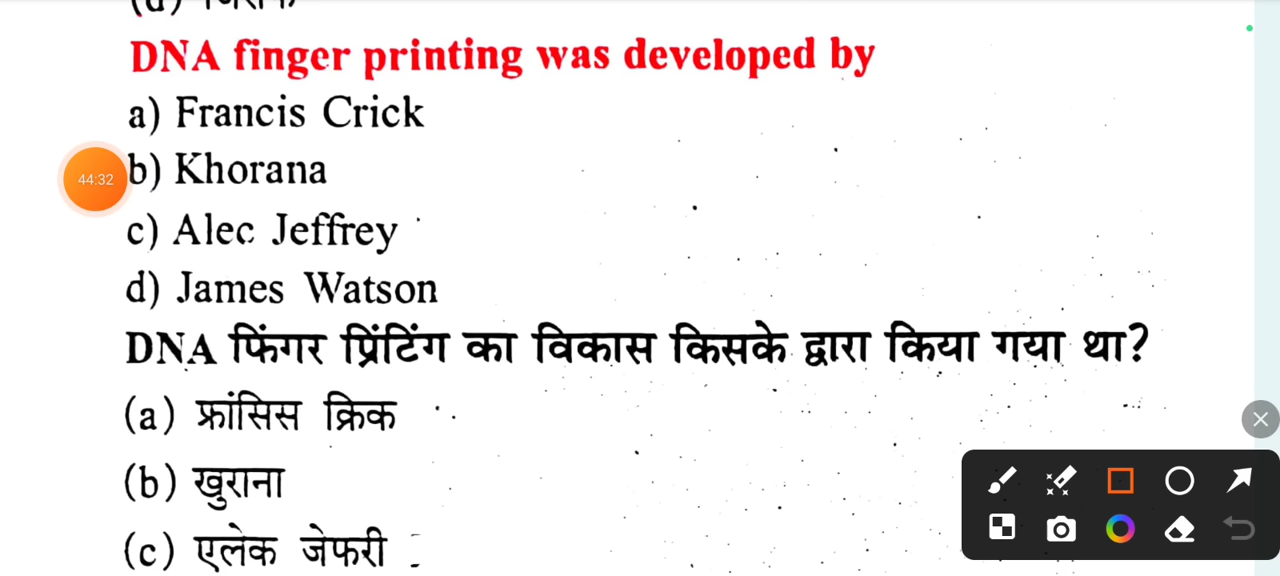 DNA finger printing was developed by
a) Francis Crick
44:32
b) Khorana
c) Alec Jeffrey
d) James Watson
DNA फिंगर प्रिंटिंग का विकास किसके द्वारा किया गया था?
(a) फ्रांसिस क्रिक
(b) खुराना
(c) एलेक जेफरी